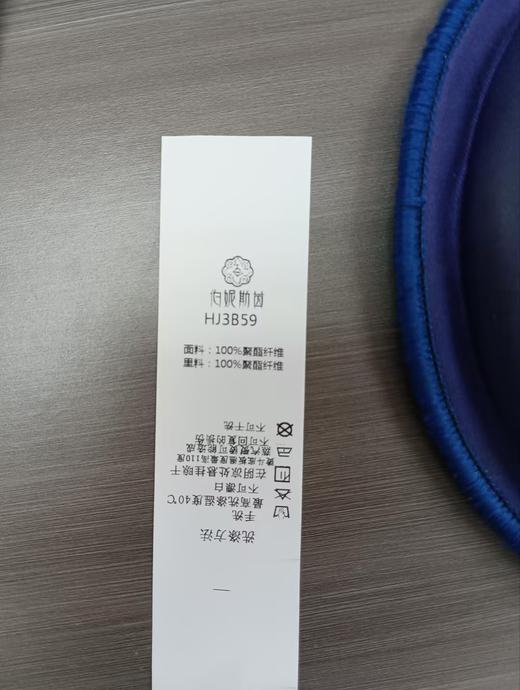 伯妮斯茵
HJ3B59
面料：100%聚酯纤维
里料：100%聚酯纤维
洗涤方法
手洗
最高洗涤温度40℃
不可漂白
在阴凉处悬挂晾干
熨斗底板温度最高110度
蒸汽熨烫可能造成
不可回复的损伤
不可干洗